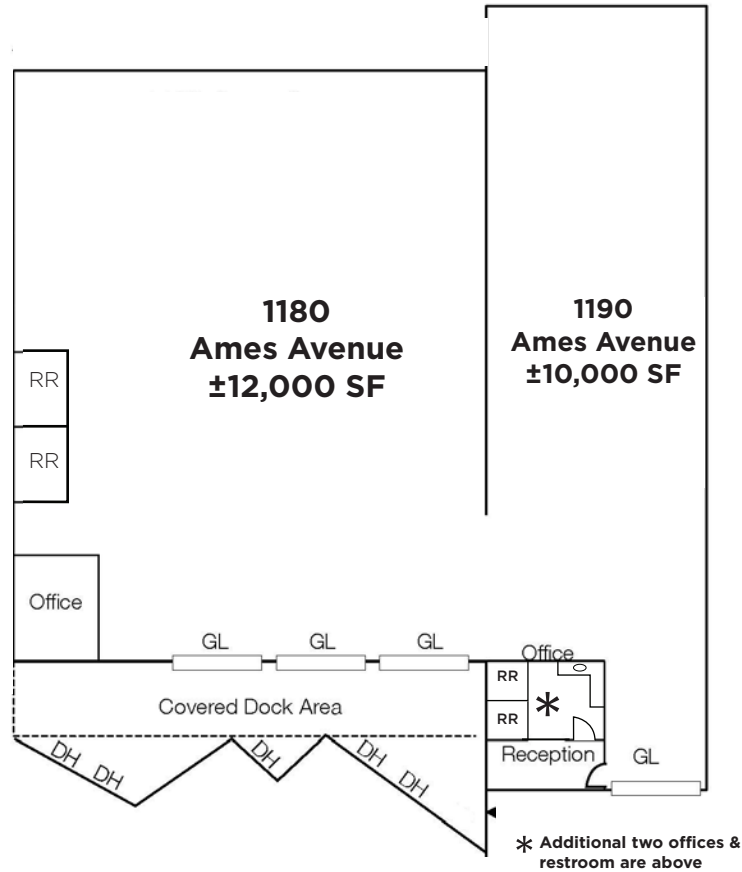 1180
Ames Avenue
±12,000 SF
1190
Ames Avenue
±10,000 SF
RR
RR
Office
GL
GL
GL
Office
RR
RR
*
Covered Dock Area
Reception
GL
DH
DH
DH
DH
DH
* Additional two offices &
restroom are above